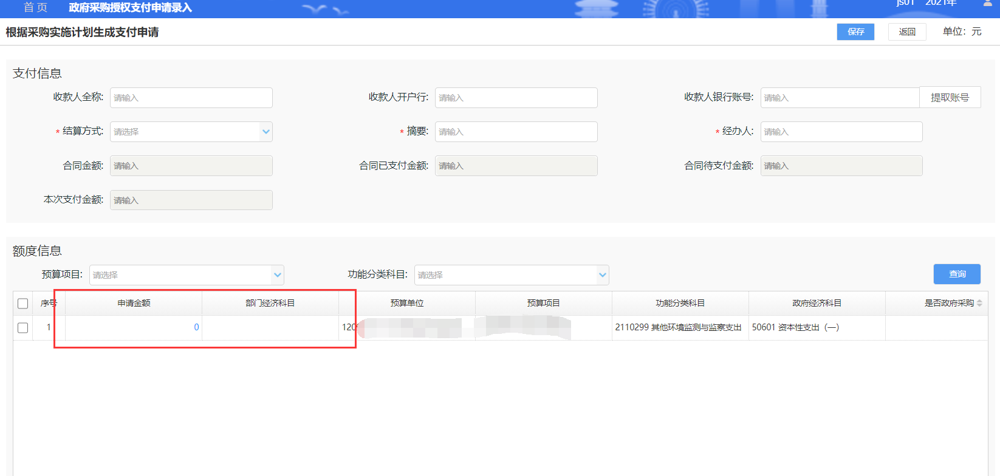 首页 政府采购授权支付申请录入 js01 2021年
根据采购实施计划生成支付申请 保存 返回 单位：元
支付信息
收款人全称: 请输入 收款人开户行: 请输入 收款人银行账号: 请输入 提取账号
* 结算方式: 请选择 * 摘要: 请输入 * 经办人: 请输入
合同金额: 请输入 合同已支付金额: 请输入 合同待支付金额: 请输入
本次支付金额: 请输入
额度信息
预算项目: 请选择 功能分类科目: 请选择 查询
序号 申请金额 部门经济科目 预算单位 预算项目 功能分类科目 政府经济科目 是否政府采购
1 0 120 2110299 其他环境监测与监察支出 50601 资本性支出（一）